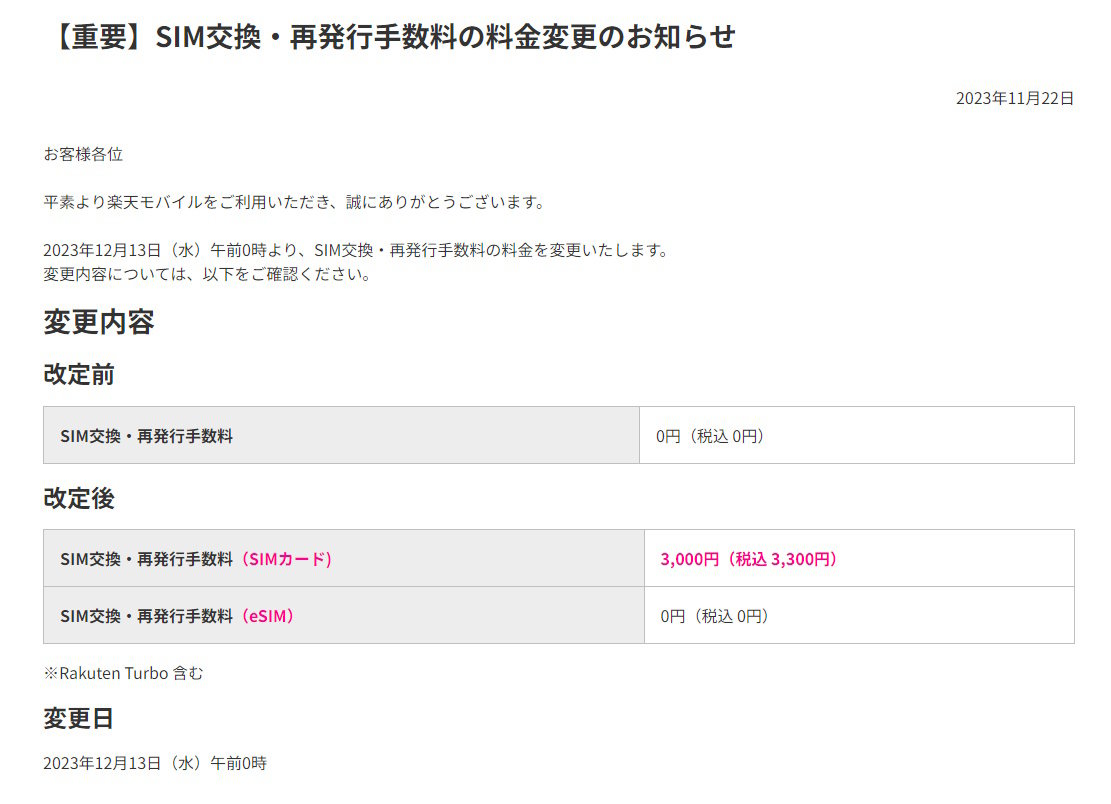 【重要】SIM交換・再発行手数料の料金変更のお知らせ
2023年11月22日
お客様各位
平素より楽天モバイルをご利用いただき、誠にありがとうございます。
2023年12月13日（水）午前0時より、SIM交換・再発行手数料の料金を変更いたします。
変更内容については、以下をご確認ください。
変更内容
改定前
SIM交換・再発行手数料 0円（税込 0円）
改定後
SIM交換・再発行手数料（SIMカード) 3,000円（税込 3,300円）
SIM交換・再発行手数料（eSIM） 0円（税込 0円）
※Rakuten Turbo 含む
変更日
2023年12月13日（水）午前0時